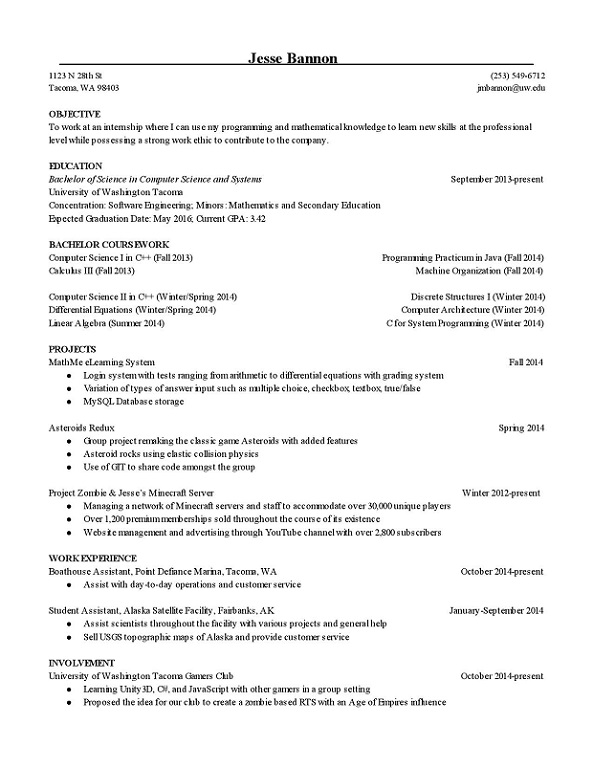 Jesse Bannon
1123 N 28th St (253) 549-6712
Tacoma, WA 98403 jmbannon@uw.edu
OBJECTIVE
To work at an internship where I can use my programming and mathematical knowledge to learn new skills at the professional
level while possessing a strong work ethic to contribute to the company.
EDUCATION
Bachelor of Science in Computer Science and Systems September 2013-present
University of Washington Tacoma
Concentration: Software Engineering; Minors: Mathematics and Secondary Education
Expected Graduation Date: May 2016; Current GPA: 3.42
BACHELOR COURSEWORK
Computer Science I in C++ (Fall 2013) Programming Practicum in Java (Fall 2014)
Calculus III (Fall 2013) Machine Organization (Fall 2014)
Computer Science II in C++ (Winter/Spring 2014) Discrete Structures I (Winter 2014)
Differential Equations (Winter/Spring 2014) Computer Architecture (Winter 2014)
Linear Algebra (Summer 2014) C for System Programming (Winter 2014)
PROJECTS
MathMe eLearning System Fall 2014
● Login system with tests ranging from arithmetic to differential equations with grading system
● Variation of types of answer input such as multiple choice, checkbox, textbox, true/false
● MySQL Database storage
Asteroids Redux Spring 2014
● Group project remaking the classic game Asteroids with added features
● Asteroid rocks using elastic collision physics
● Use of GIT to share code amongst the group
Project Zombie & Jesse's Minecraft Server Winter 2012-present
● Managing a network of Minecraft servers and staff to accommodate over 30,000 unique players
● Over 1,200 premium memberships sold throughout the course of its existence
● Website management and advertising through YouTube channel with over 2,800 subscribers
WORK EXPERIENCE
Boathouse Assistant, Point Defiance Marina, Tacoma, WA October 2014-present
● Assist with day-to-day operations and customer service
Student Assistant, Alaska Satellite Facility, Fairbanks, AK January-September 2014
● Assist scientists throughout the facility with various projects and general help
● Sell USGS topographic maps of Alaska and provide customer service
INVOLVEMENT
University of Washington Tacoma Gamers Club October 2014-present
● Learning Unity3D, C#, and JavaScript with other gamers in a group setting
● Proposed the idea for our club to create a zombie based RTS with an Age of Empires influence